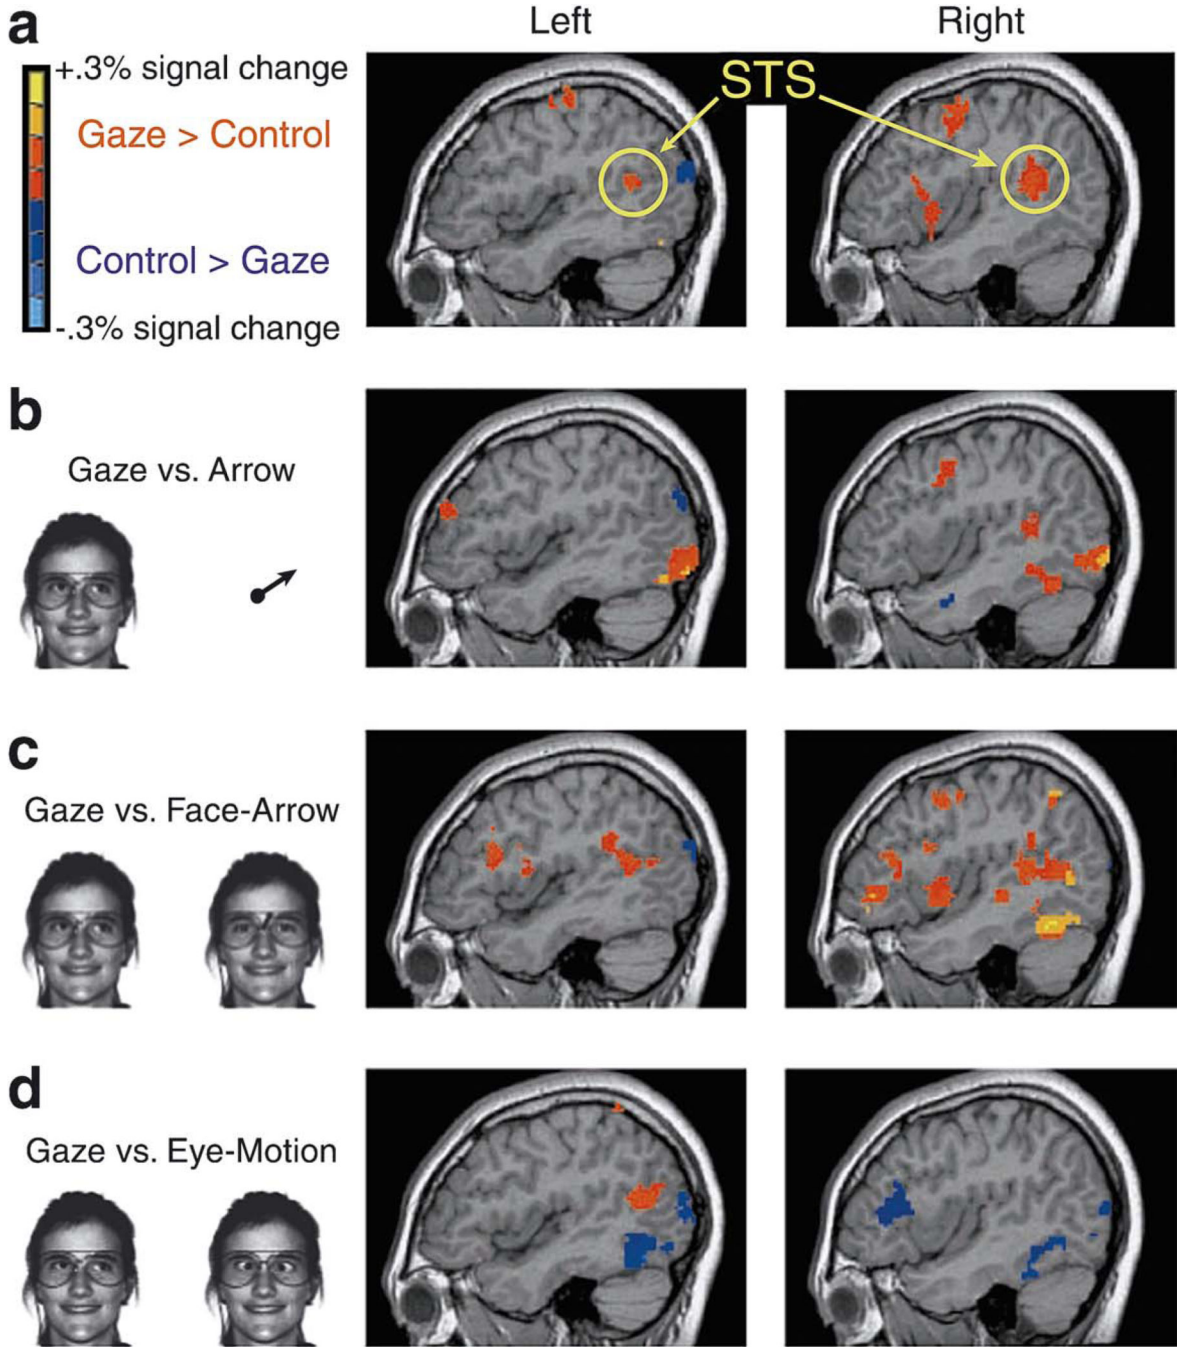 a
Left
Right
+.3% signal change
STS
Gaze > Control
Control > Gaze
-.3% signal change
b
Gaze vs. Arrow
c
Gaze vs. Face-Arrow
d
Gaze vs. Eye-Motion